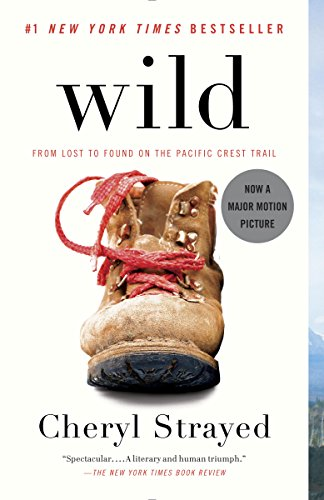 #1 NEW YORK TIMES BESTSELLER
wild
FROM LOST TO FOUND ON THE PACIFIC CREST TRAIL
NOW A
MAJOR MOTION
PICTURE
Cheryl Strayed
“Spectacular. . . . A literary and human triumph.”
—THE NEW YORK TIMES BOOK REVIEW